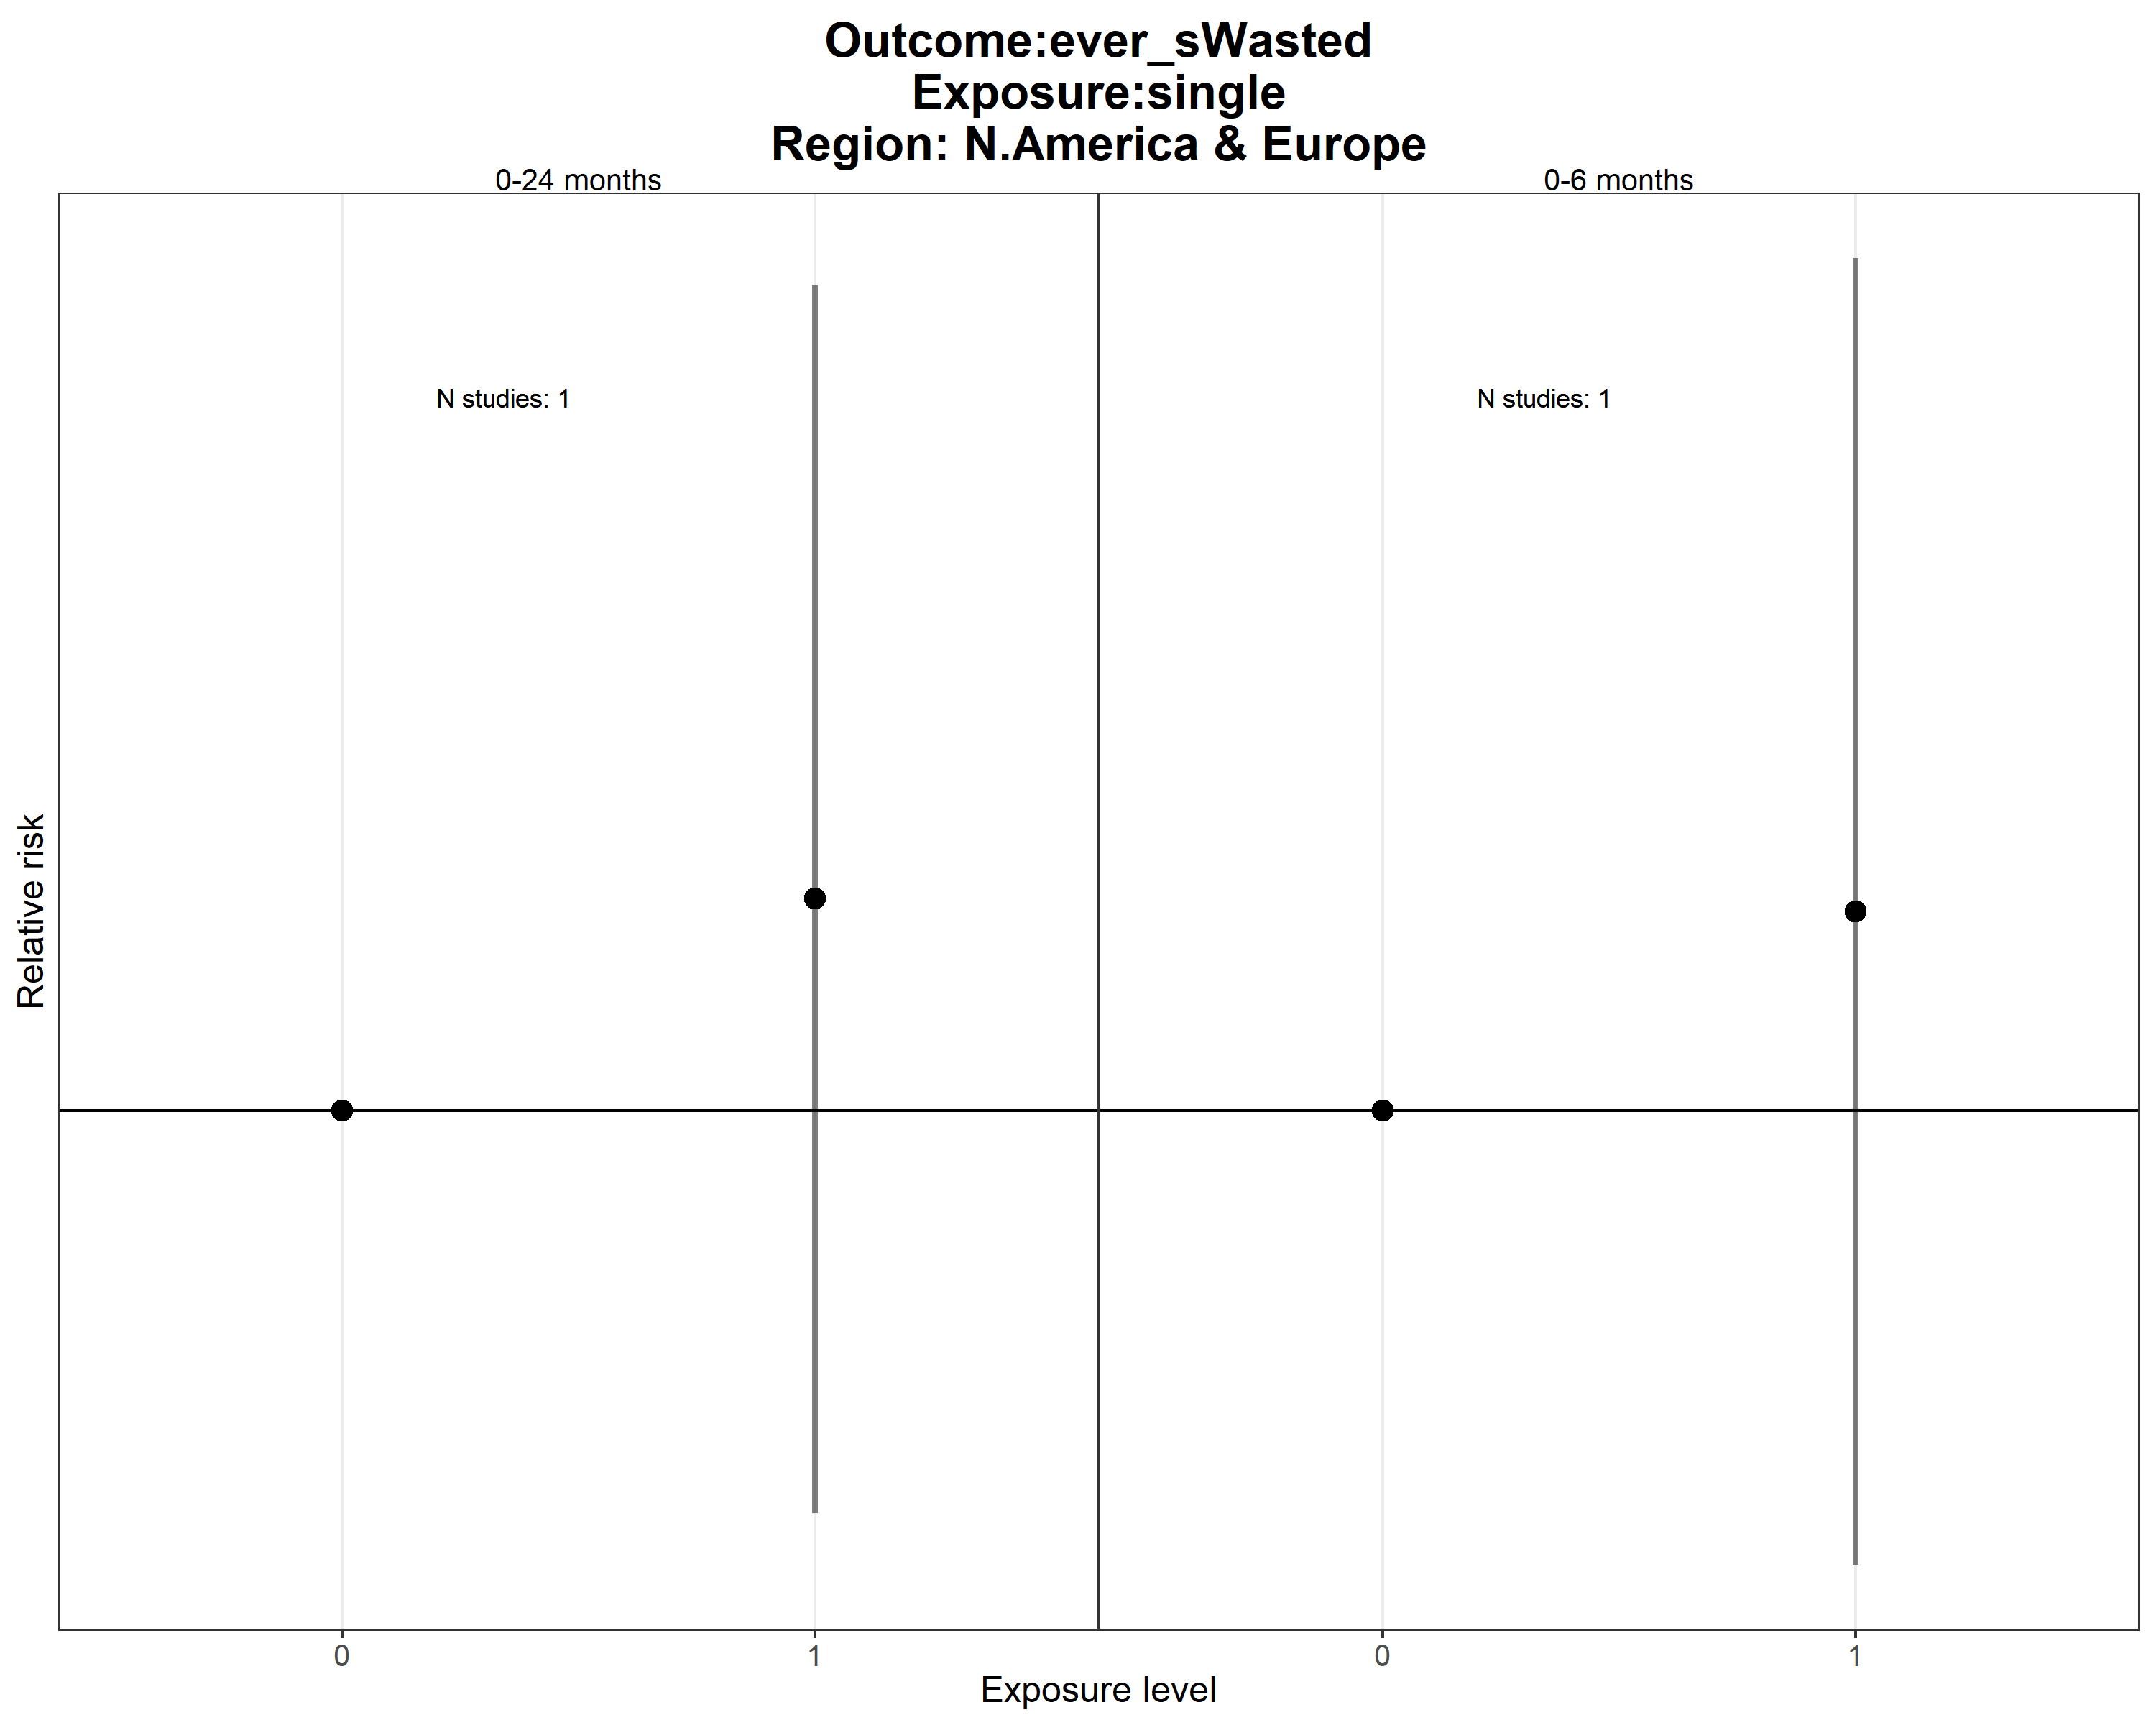 Outcome:ever_sWasted
Exposure:single
Region: N.America & Europe
0-24 months
0-6 months
N studies: 1
N studies: 1
Relative risk
0
1
0
1
Exposure level